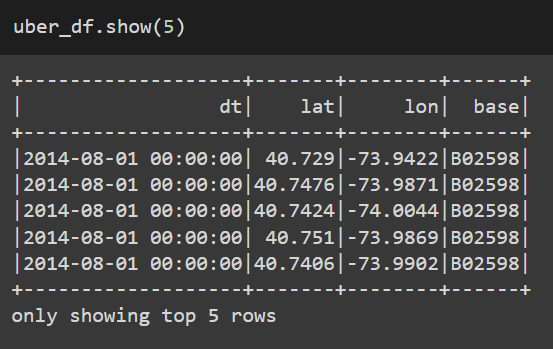 uber_df.show(5)
+-------------------+-------+--------+------+
|                 dt|    lat|     lon|  base|
+-------------------+-------+--------+------+
|2014-08-01 00:00:00| 40.729|-73.9422|B02598|
|2014-08-01 00:00:00|40.7476|-73.9871|B02598|
|2014-08-01 00:00:00|40.7424|-74.0044|B02598|
|2014-08-01 00:00:00| 40.751|-73.9869|B02598|
|2014-08-01 00:00:00|40.7406|-73.9902|B02598|
+-------------------+-------+--------+------+
only showing top 5 rows